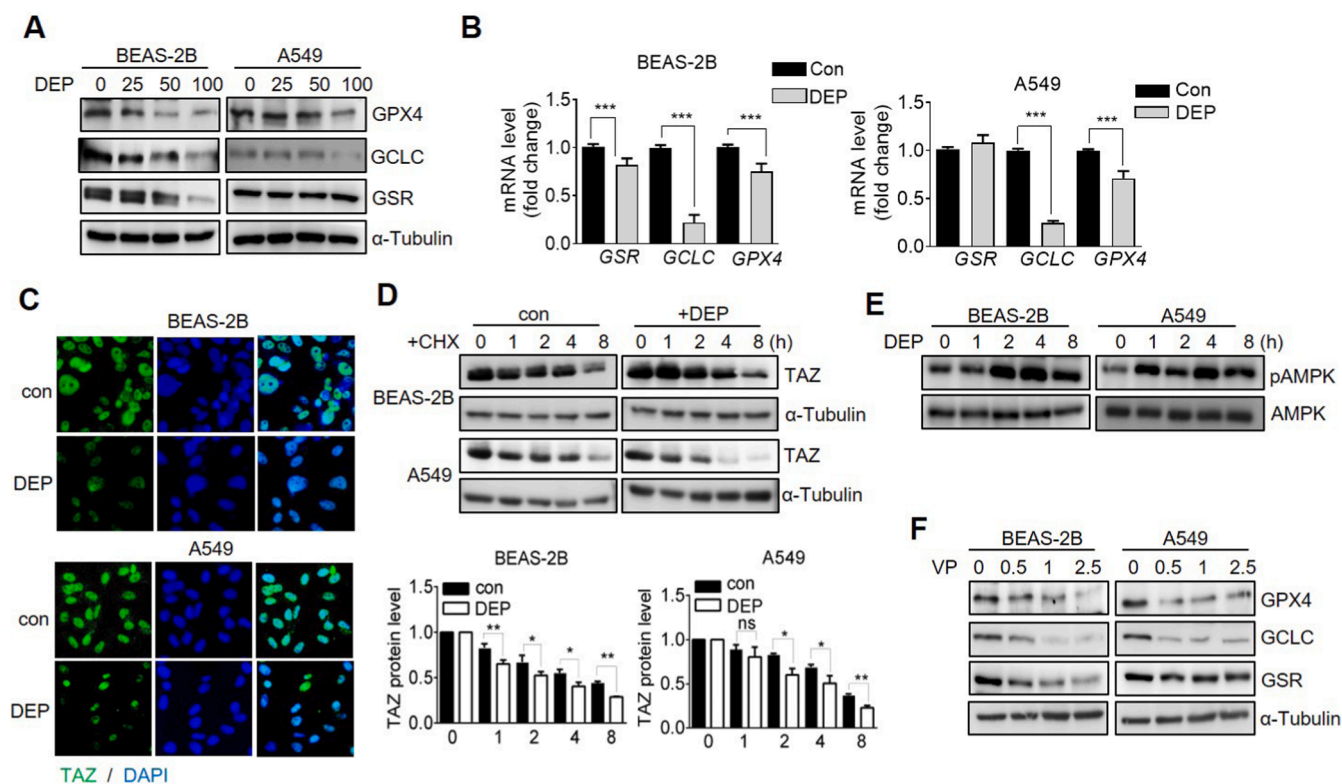 A
BEAS-2B A549
DEP 0 25 50 100 0 25 50 100
GPX4
GCLC
GSR
α-Tubulin
B
BEAS-2B
Con
DEP
mRNA level
(fold change)
1.5
1.0
0.5
0.0
*** *** ***
GSR GCLC GPX4
A549
Con
DEP
mRNA level
(fold change)
1.5
1.0
0.5
0.0
*** ***
GSR GCLC GPX4
C
BEAS-2B
con
DEP
A549
con
DEP
TAZ / DAPI
D
con +DEP
+CHX 0 1 2 4 8 0 1 2 4 8 (h)
BEAS-2B
TAZ
α-Tubulin
A549
TAZ
α-Tubulin
BEAS-2B
con
DEP
TAZ protein level
1.0
0.5
0.0
** * * **
0 1 2 4 8
A549
con
DEP
TAZ protein level
1.0
0.5
0.0
ns * * **
0 1 2 4 8
E
BEAS-2B A549
DEP 0 1 2 4 8 0 1 2 4 8 (h)
pAMPK
AMPK
F
BEAS-2B A549
VP 0 0.5 1 2.5 0 0.5 1 2.5
GPX4
GCLC
GSR
α-Tubulin